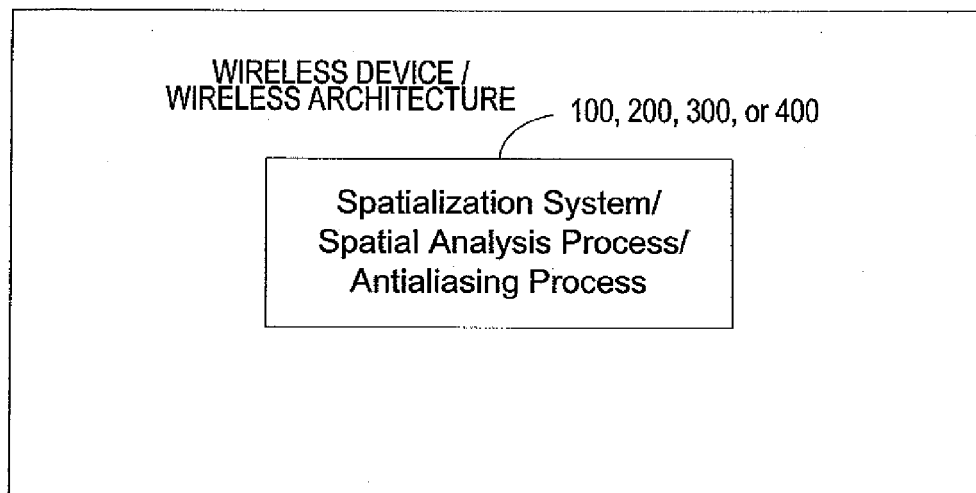 WIRELESS DEVICE /
WIRELESS ARCHITECTURE
100, 200, 300, or 400
Spatialization System/
Spatial Analysis Process/
Antialiasing Process